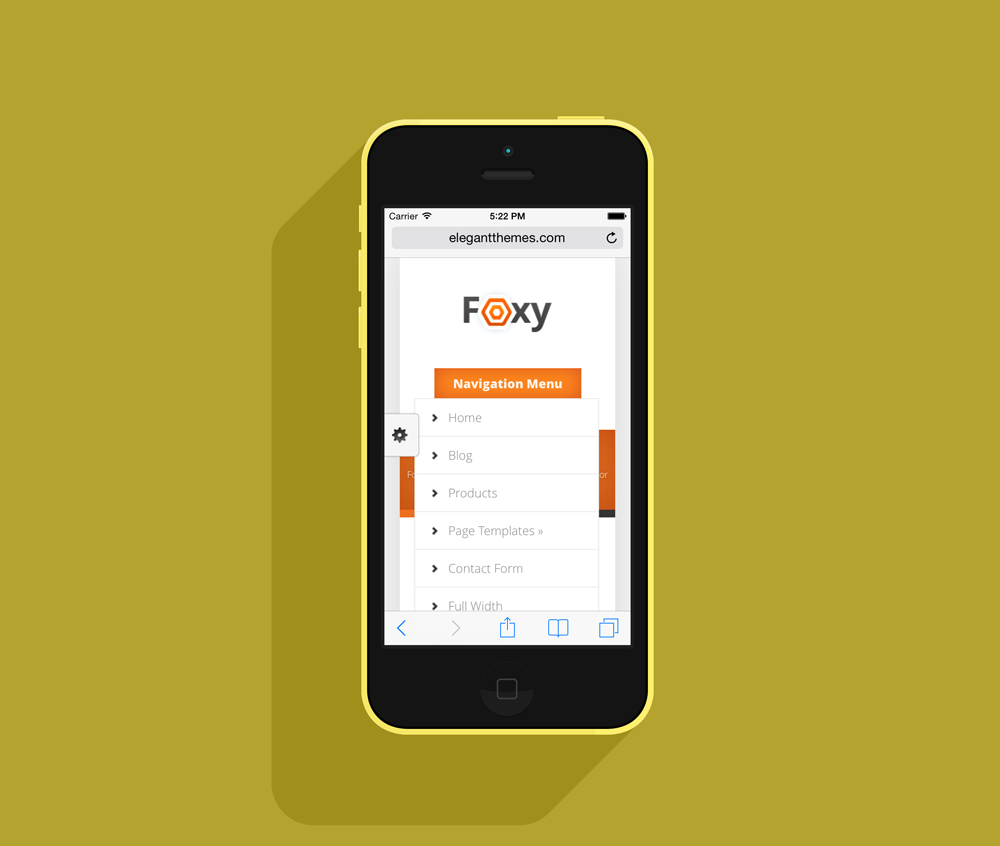 Carrier 5:22 PM
elegantthemes.com
Foxy
Navigation Menu
Home
Blog
Products
Page Templates »
Contact Form
Full Width